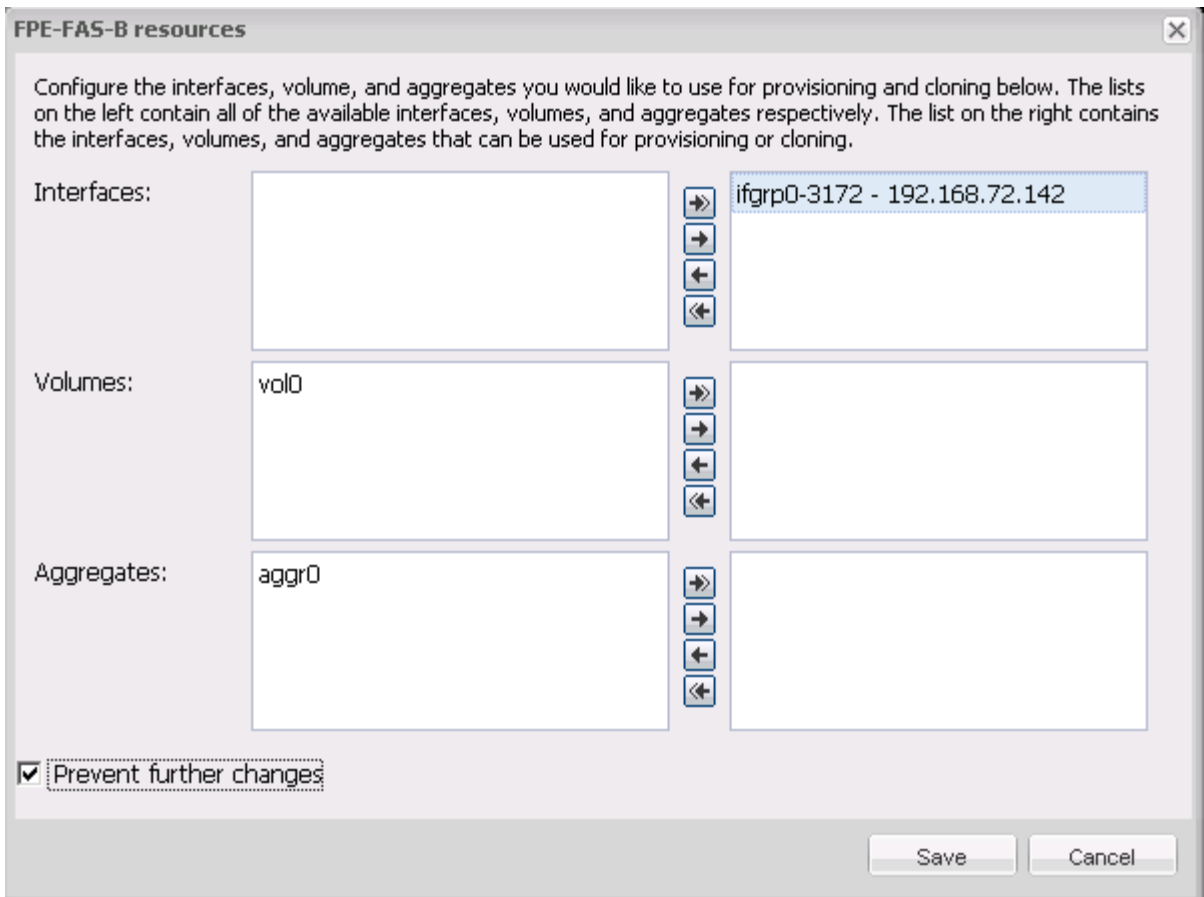 FPE-FAS-B resources
Configure the interfaces, volume, and aggregates you would like to use for provisioning and cloning below. The lists
on the left contain all of the available interfaces, volumes, and aggregates respectively. The list on the right contains
the interfaces, volumes, and aggregates that can be used for provisioning or cloning.
Interfaces:
ifgrp0-3172 - 192.168.72.142
Volumes:
vol0
Aggregates:
aggr0
Prevent further changes
Save
Cancel